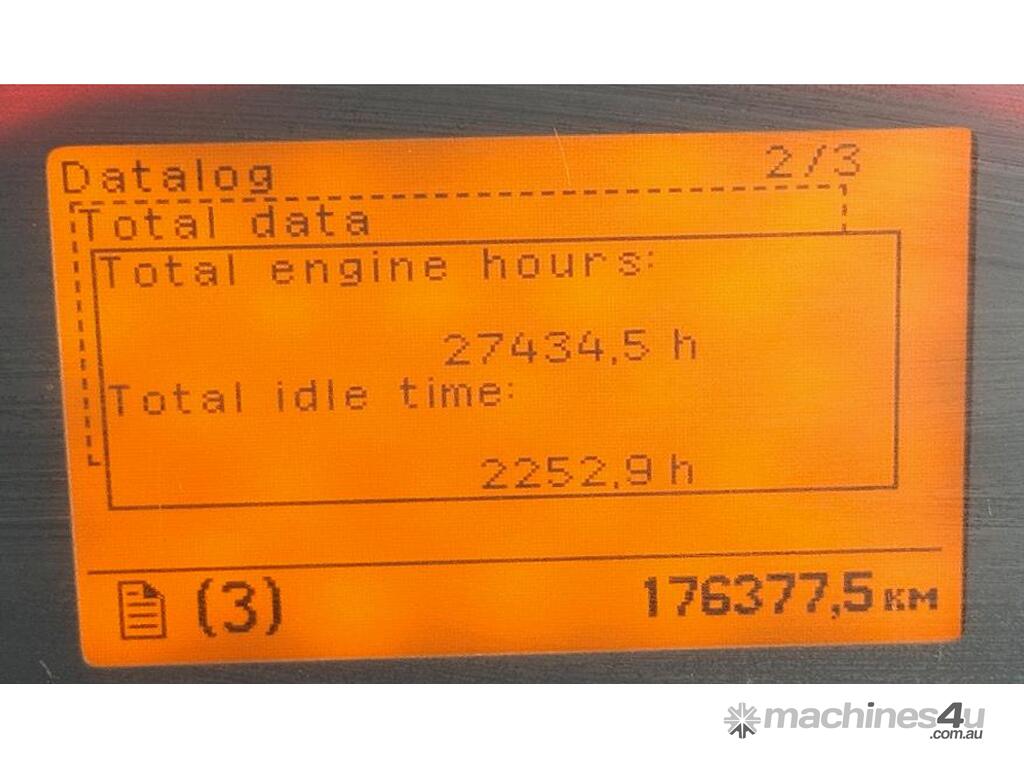 Datalog 2/3
Total data
Total engine hours:
27434,5 h
Total idle time:
2252,9 h
(3) 176377,5 KM
machines4u
.com.au